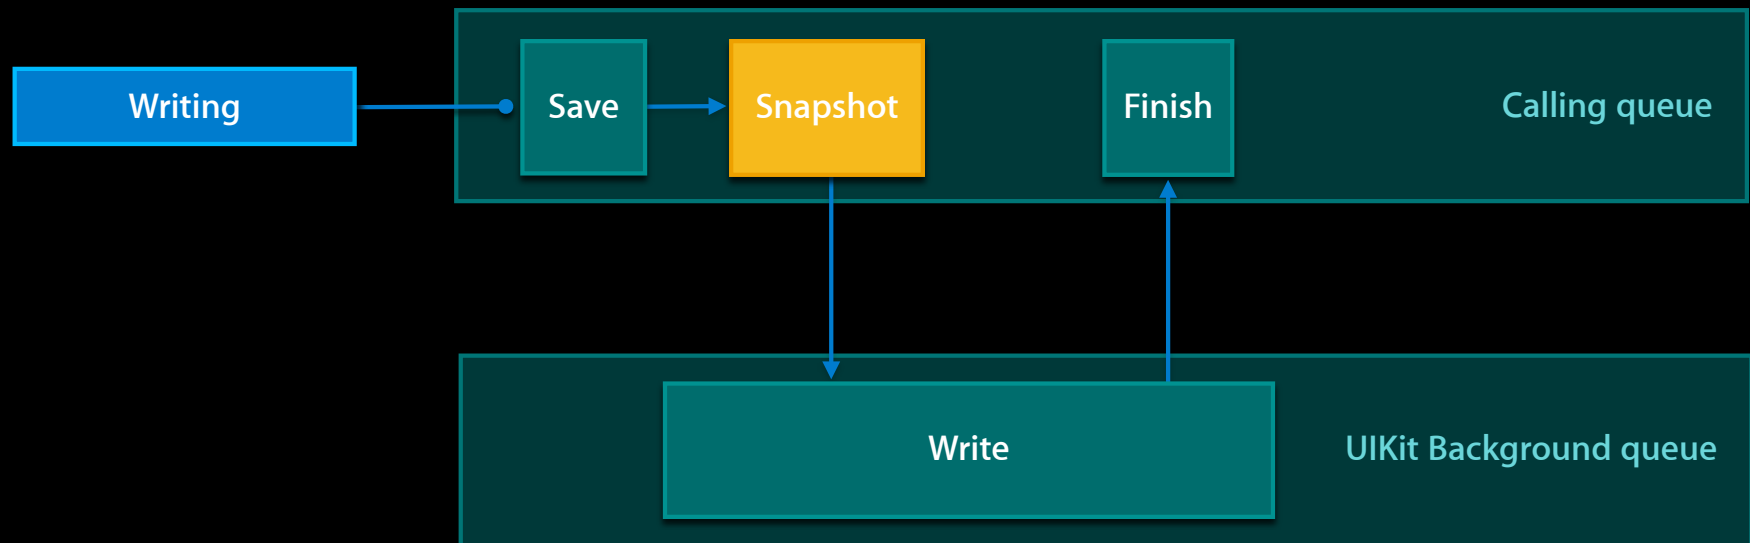 Writing
Save
Snapshot
Finish
Calling queue
Write
UIKit Background queue